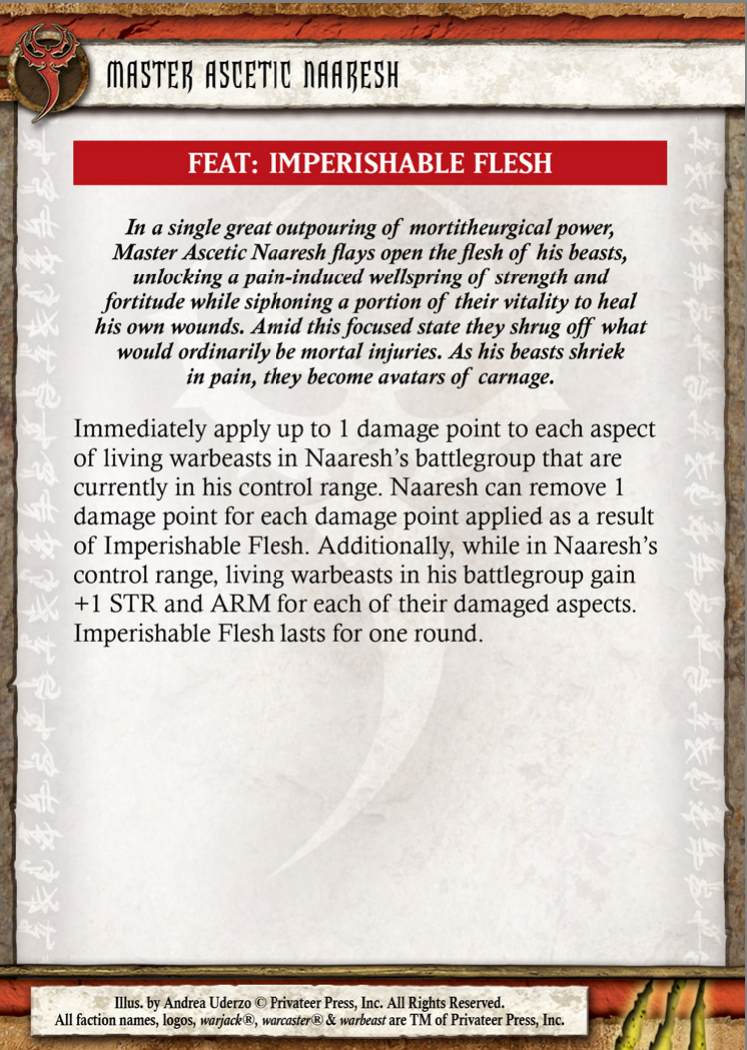 MASTER ASCETIC NAARESH
FEAT: IMPERISHABLE FLESH
In a single great outpouring of mortitheurgical power,
Master Ascetic Naaresh flays open the flesh of his beasts,
unlocking a pain-induced wellspring of strength and
fortitude while siphoning a portion of their vitality to heal
his own wounds. Amid this focused state they shrug off what
would ordinarily be mortal injuries. As his beasts shriek
in pain, they become avatars of carnage.
Immediately apply up to 1 damage point to each aspect
of living warbeasts in Naaresh's battlegroup that are
currently in his control range. Naaresh can remove 1
damage point for each damage point applied as a result
of Imperishable Flesh. Additionally, while in Naaresh's
control range, living warbeasts in his battlegroup gain
+1 STR and ARM for each of their damaged aspects.
Imperishable Flesh lasts for one round.
Illus. by Andrea Uderzo © Privateer Press, Inc. All Rights Reserved.
All faction names, logos, warjack®, warcaster® & warbeast are TM of Privateer Press, Inc.